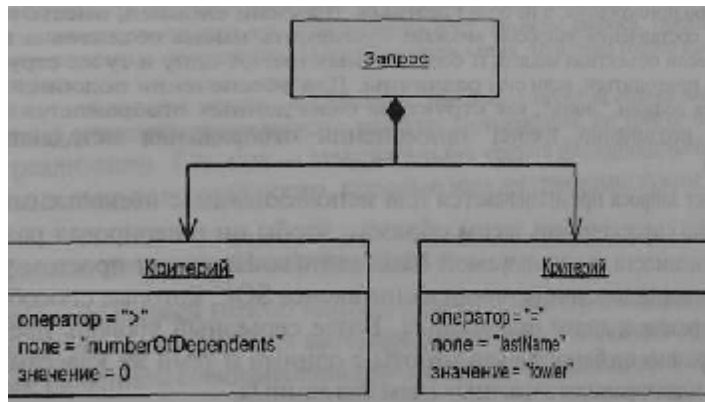 Запрос
Критерий
оператор = ">"
поле = "numberOfDependents"
значение = 0
Критерий
оператор = "="
поле = "lastName"
значение = "fowler"